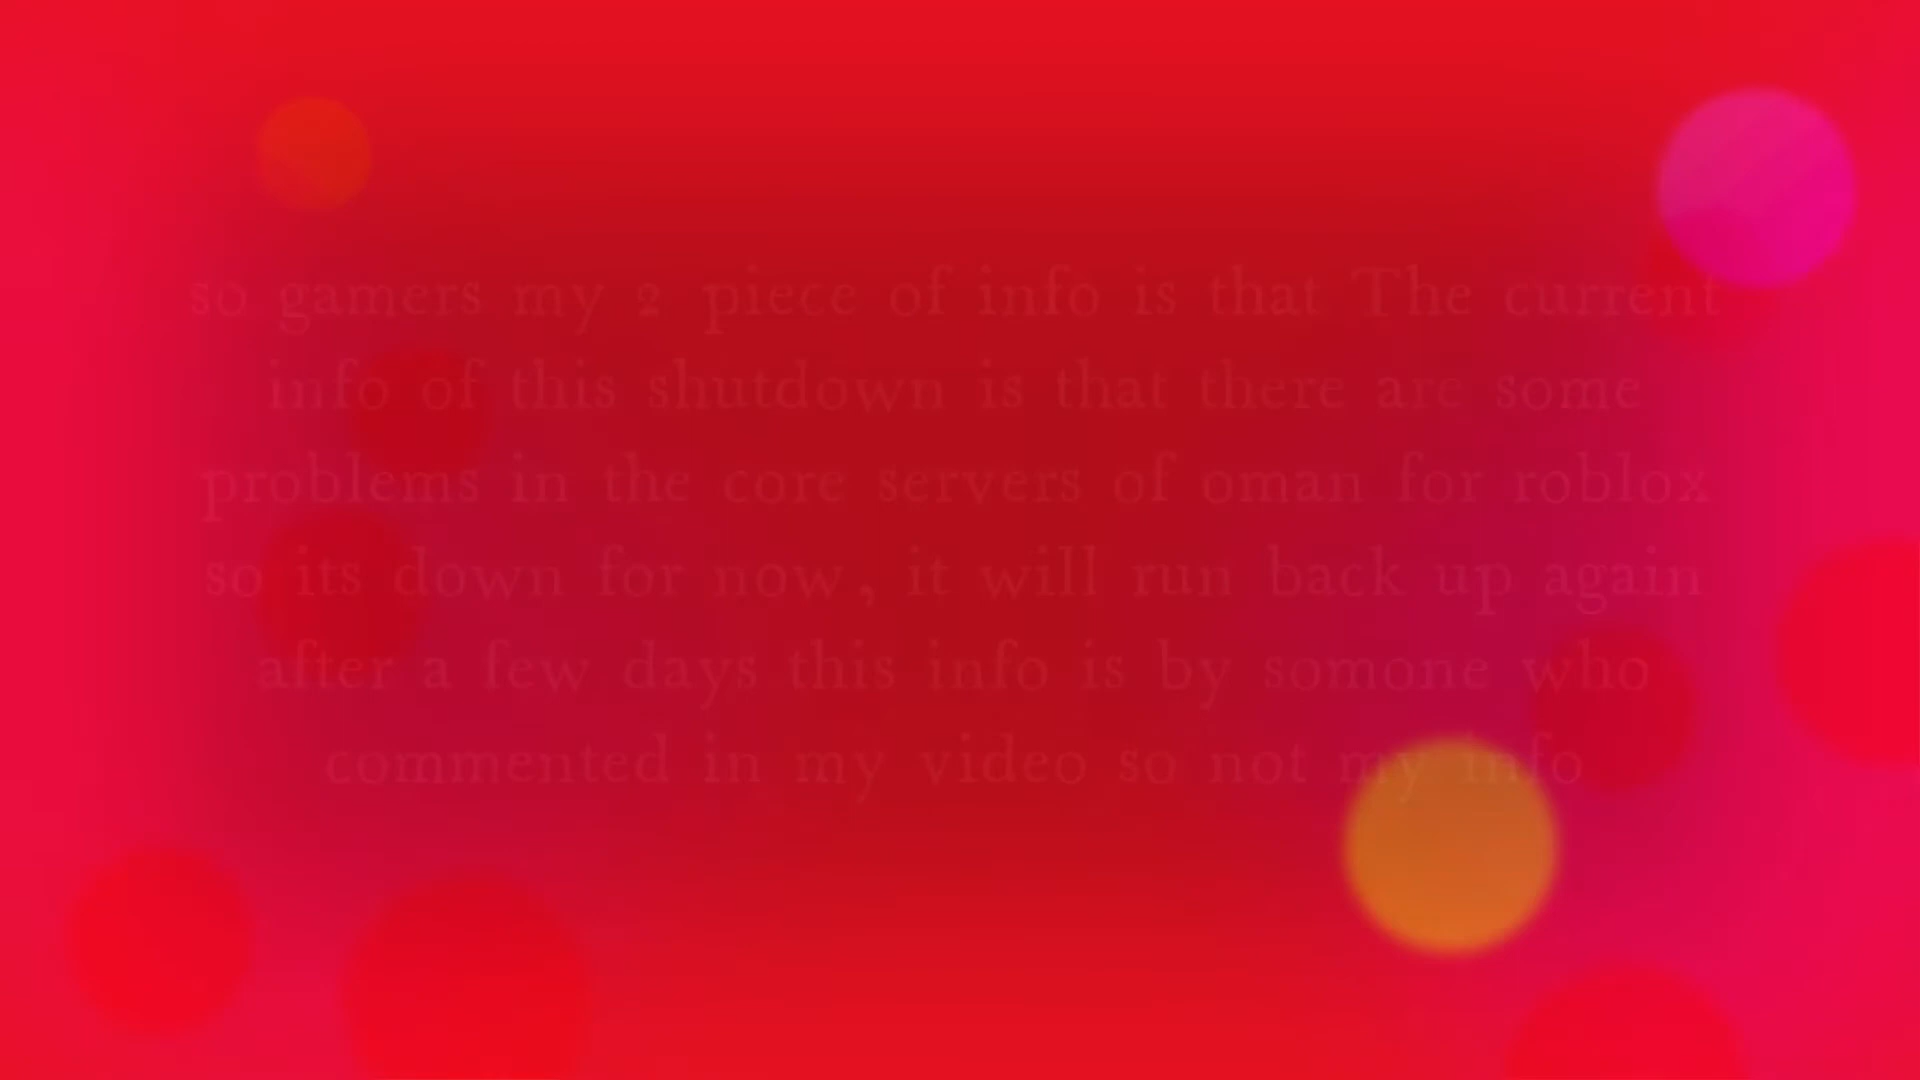 so gamers my 2 piece of info is that The current
info of this shutdown is that there are some
problems in the core servers of oman for roblox
so its down for now, it will run back up again
after a few days this info is by somone who
commented in my video so not my info